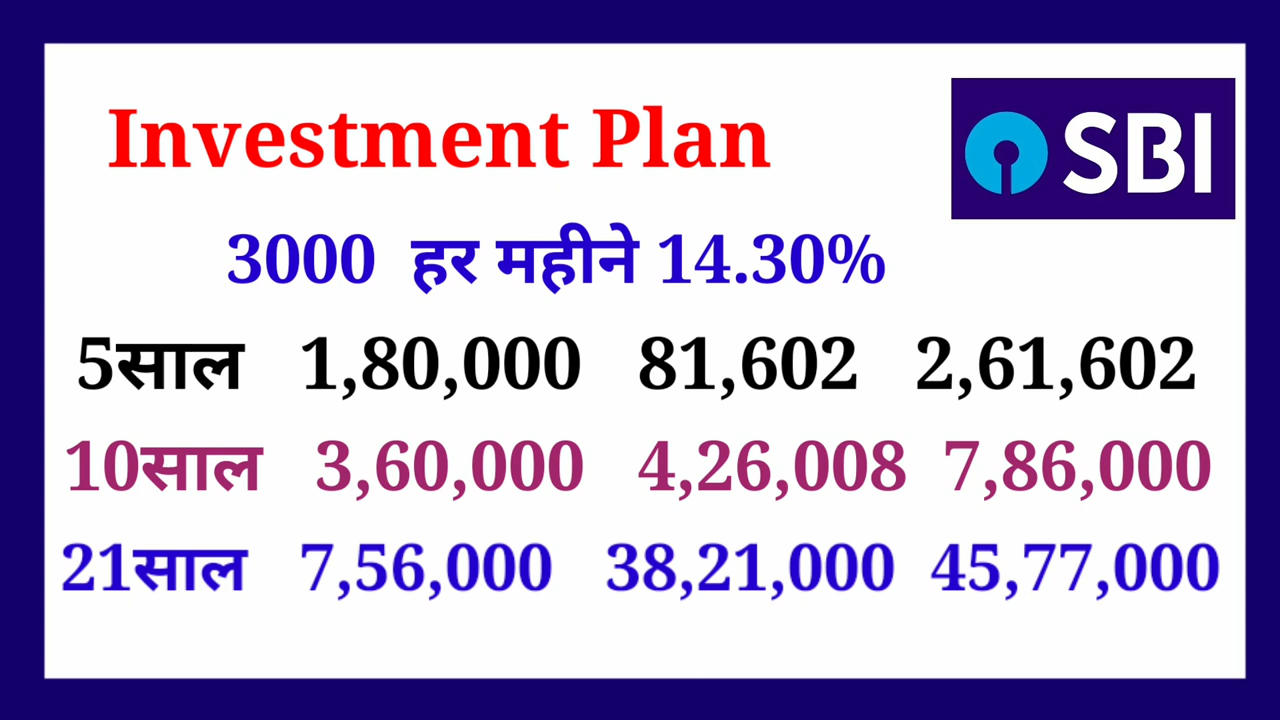 Investment Plan
SBI
3000 हर महीने 14.30%
5साल 1,80,000 81,602 2,61,602
10साल 3,60,000 4,26,008 7,86,000
21साल 7,56,000 38,21,000 45,77,000